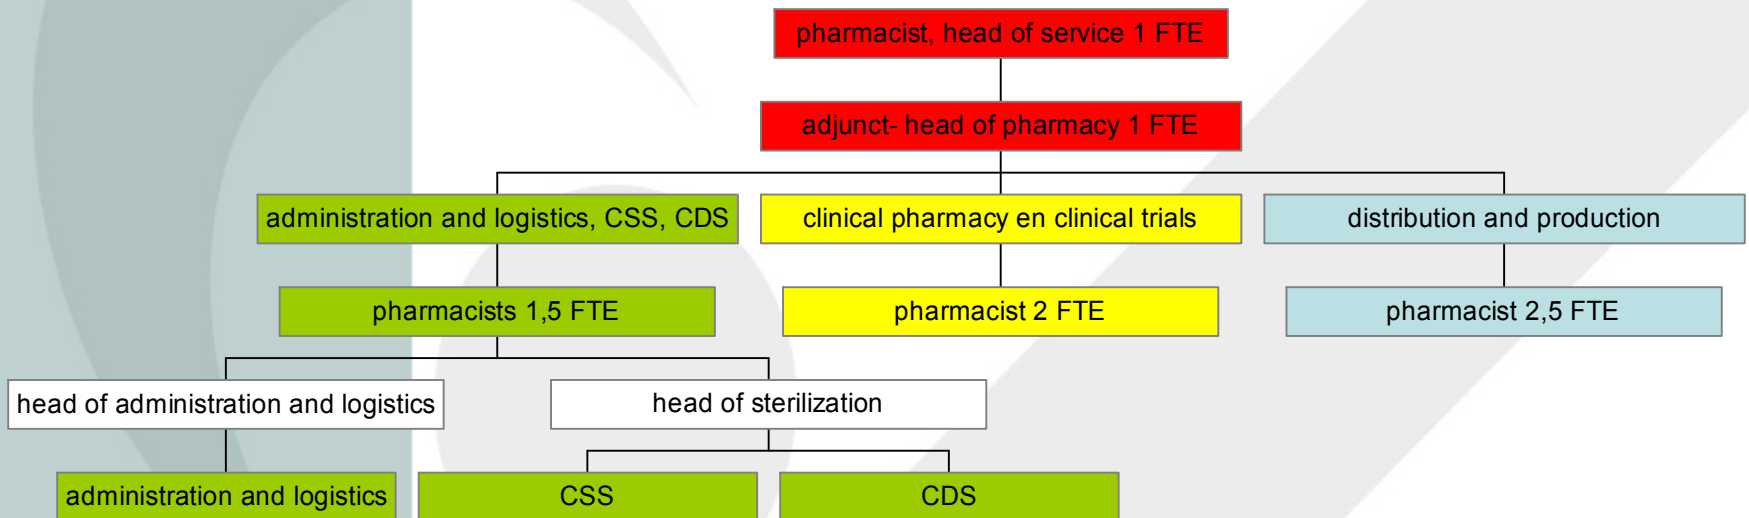 pharmacist, head of service 1 FTE
adjunct- head of pharmacy 1 FTE
administration and logistics, CSS, CDS
clinical pharmacy en clinical trials
distribution and production
pharmacists 1,5 FTE
pharmacist 2 FTE
pharmacist 2,5 FTE
head of administration and logistics
head of sterilization
administration and logistics
CSS
CDS